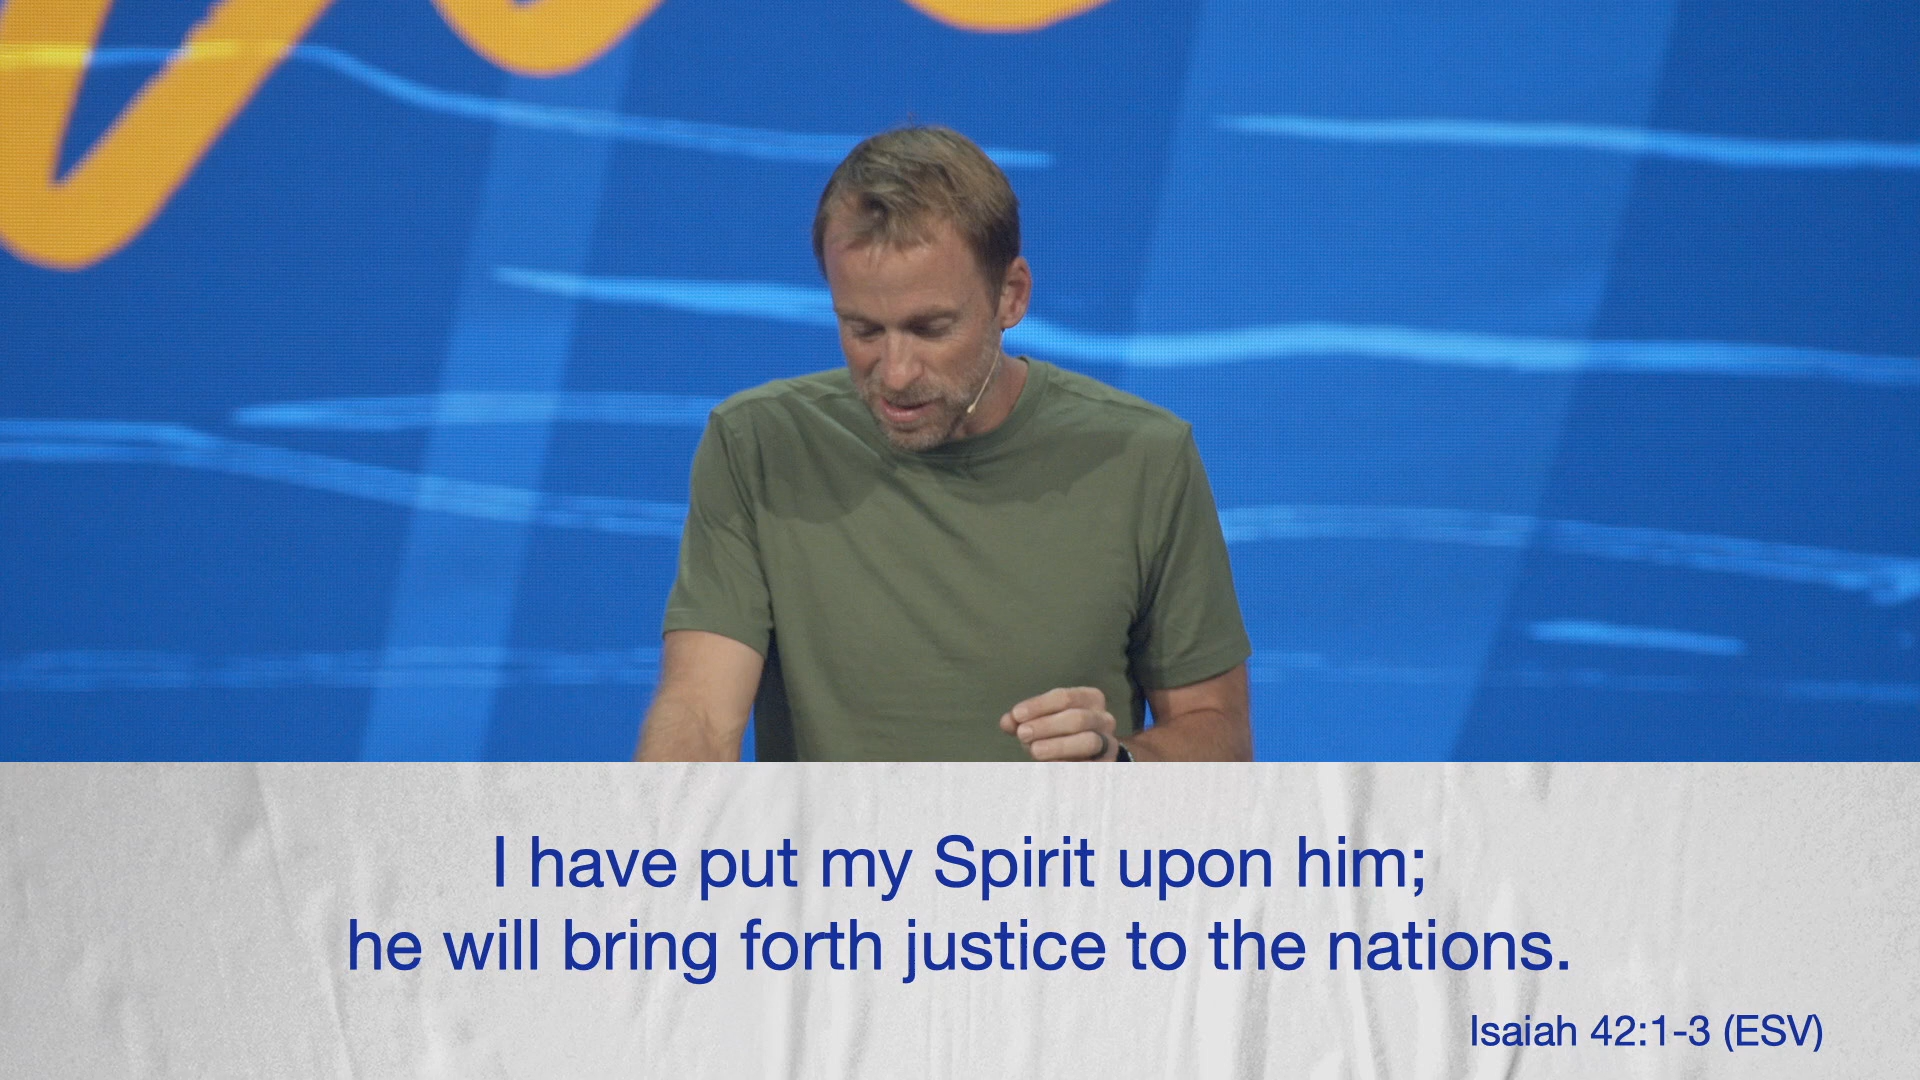 I have put my Spirit upon him;
he will bring forth justice to the nations.
Isaiah 42:1-3 (ESV)